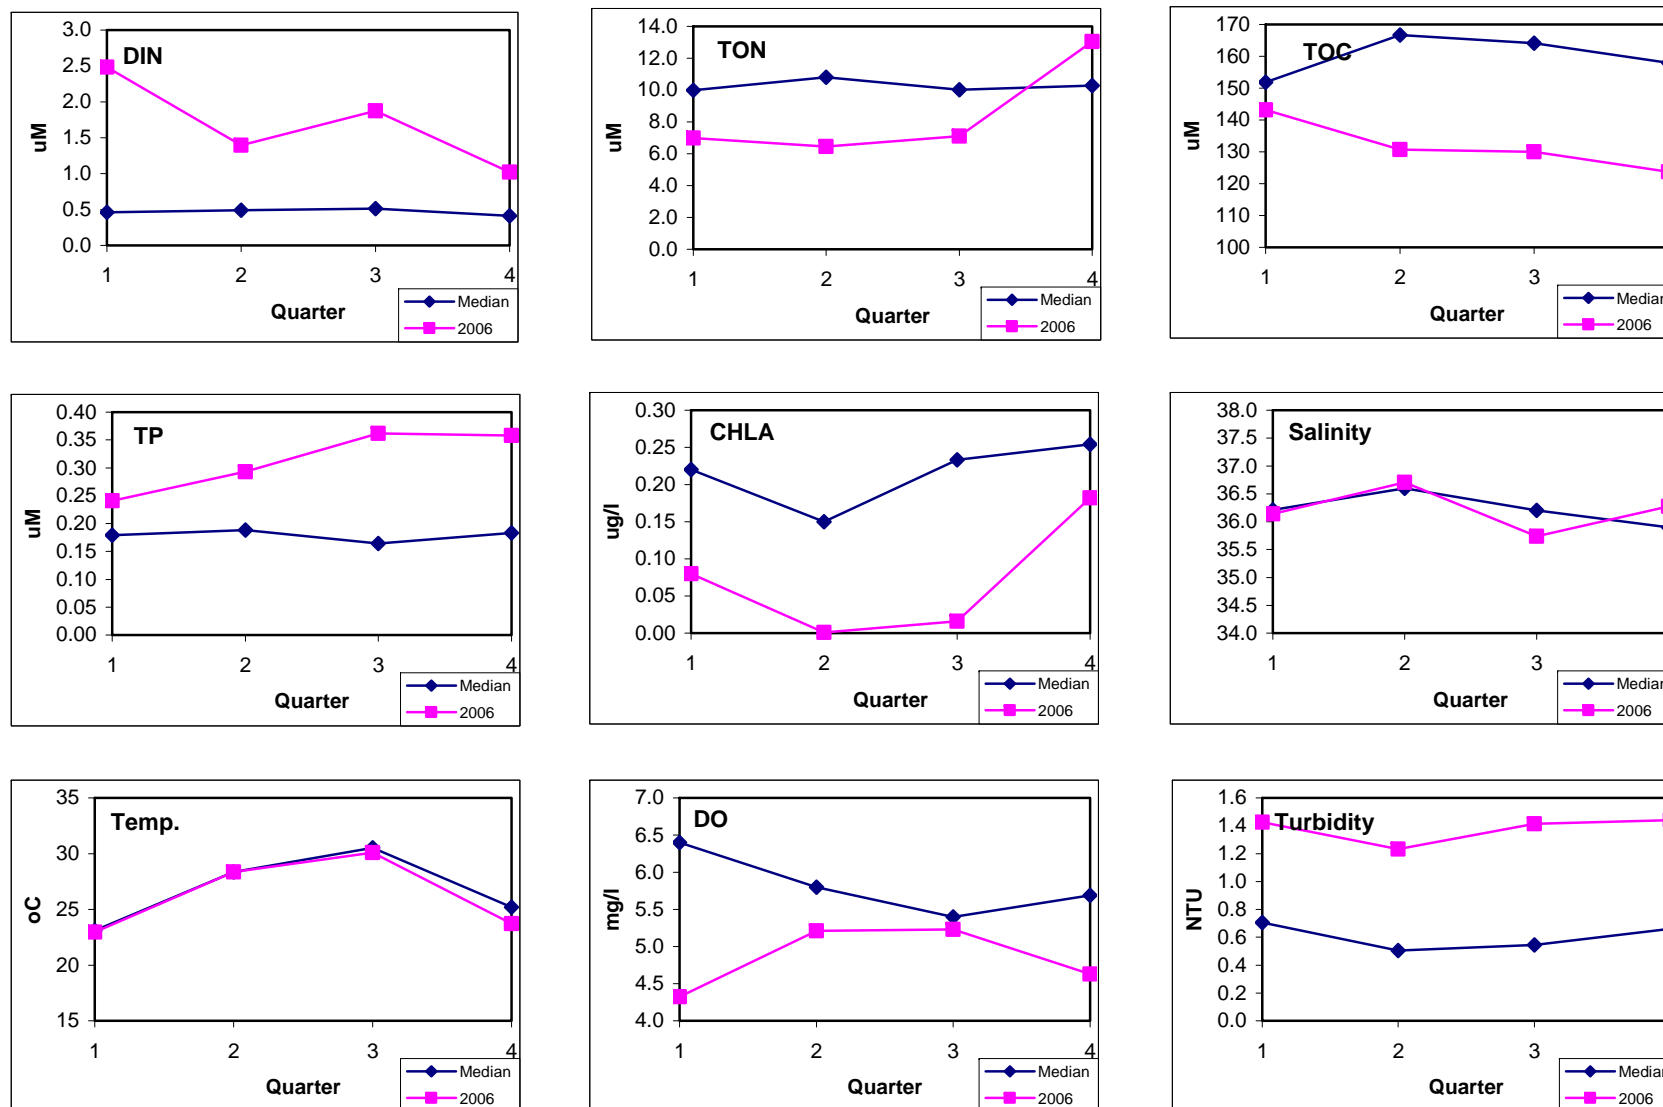 DIN
3.0
2.5
2.0
1.5
1.0
0.5
0.0
uM
1 2 3 4
Quarter
Median
2006
TON
14.0
12.0
10.0
8.0
6.0
4.0
2.0
0.0
uM
1 2 3 4
Quarter
Median
2006
TOC
170
160
150
140
130
120
110
100
uM
1 2 3
Quarter
Median
2006
TP
0.40
0.35
0.30
0.25
0.20
0.15
0.10
0.05
0.00
uM
1 2 3 4
Quarter
Median
2006
CHLA
0.30
0.25
0.20
0.15
0.10
0.05
0.00
ug/l
1 2 3 4
Quarter
Median
2006
Salinity
38.0
37.5
37.0
36.5
36.0
35.5
35.0
34.5
34.0
1 2 3
Quarter
Median
2006
Temp.
35
30
25
20
15
oC
1 2 3 4
Quarter
Median
2006
DO
7.0
6.5
6.0
5.5
5.0
4.5
4.0
mg/l
1 2 3 4
Quarter
Median
2006
Turbidity
1.6
1.4
1.2
1.0
0.8
0.6
0.4
0.2
0.0
NTU
1 2 3
Quarter
Median
2006